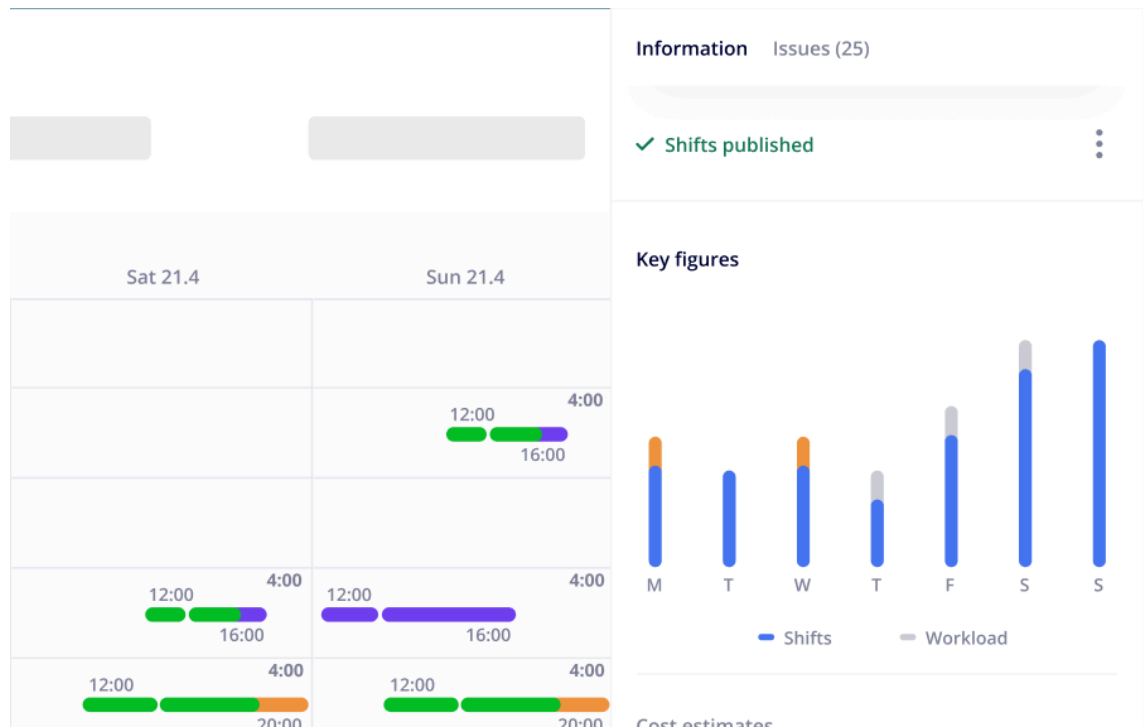 Information Issues (25)
Shifts published
Key figures
Sat 21.4 Sun 21.4
4:00
12:00
16:00
4:00 4:00
12:00 12:00
16:00 16:00
4:00 4:00
12:00 12:00
20:00 20:00
M T W T F S S
Shifts Workload
Cost estimates